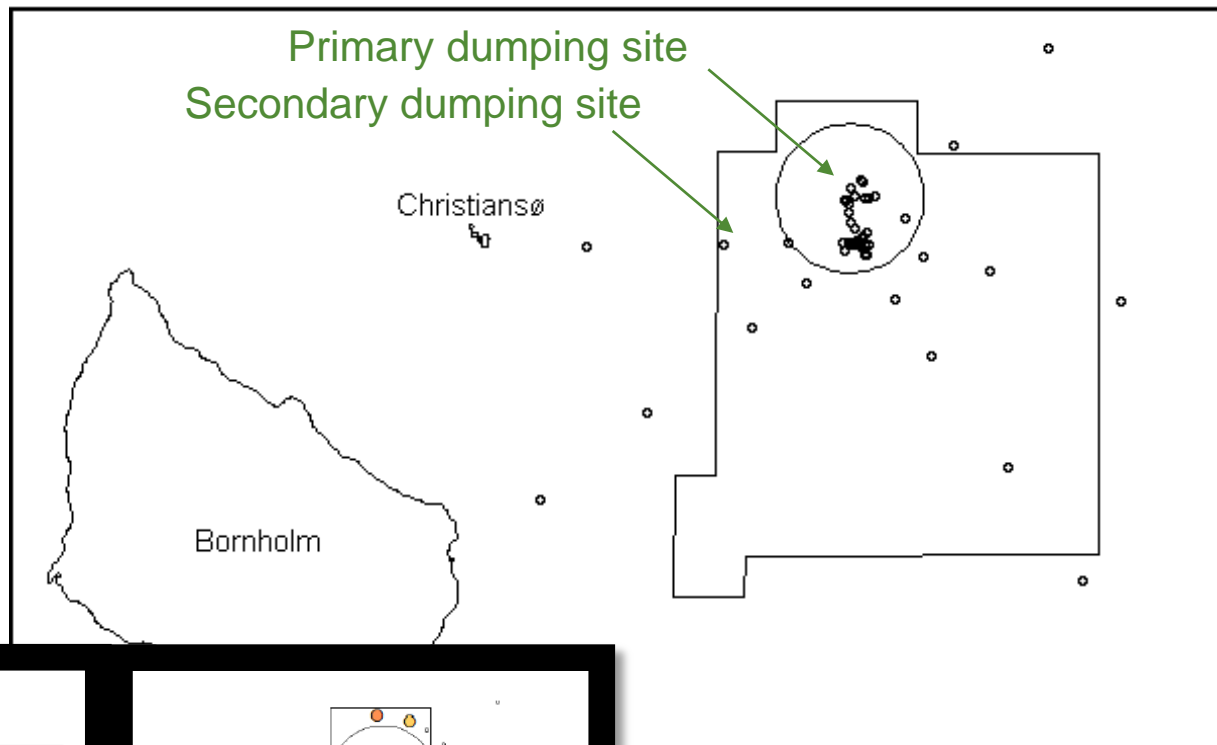 Primary dumping site
Secondary dumping site
Christiansø
Bornholm